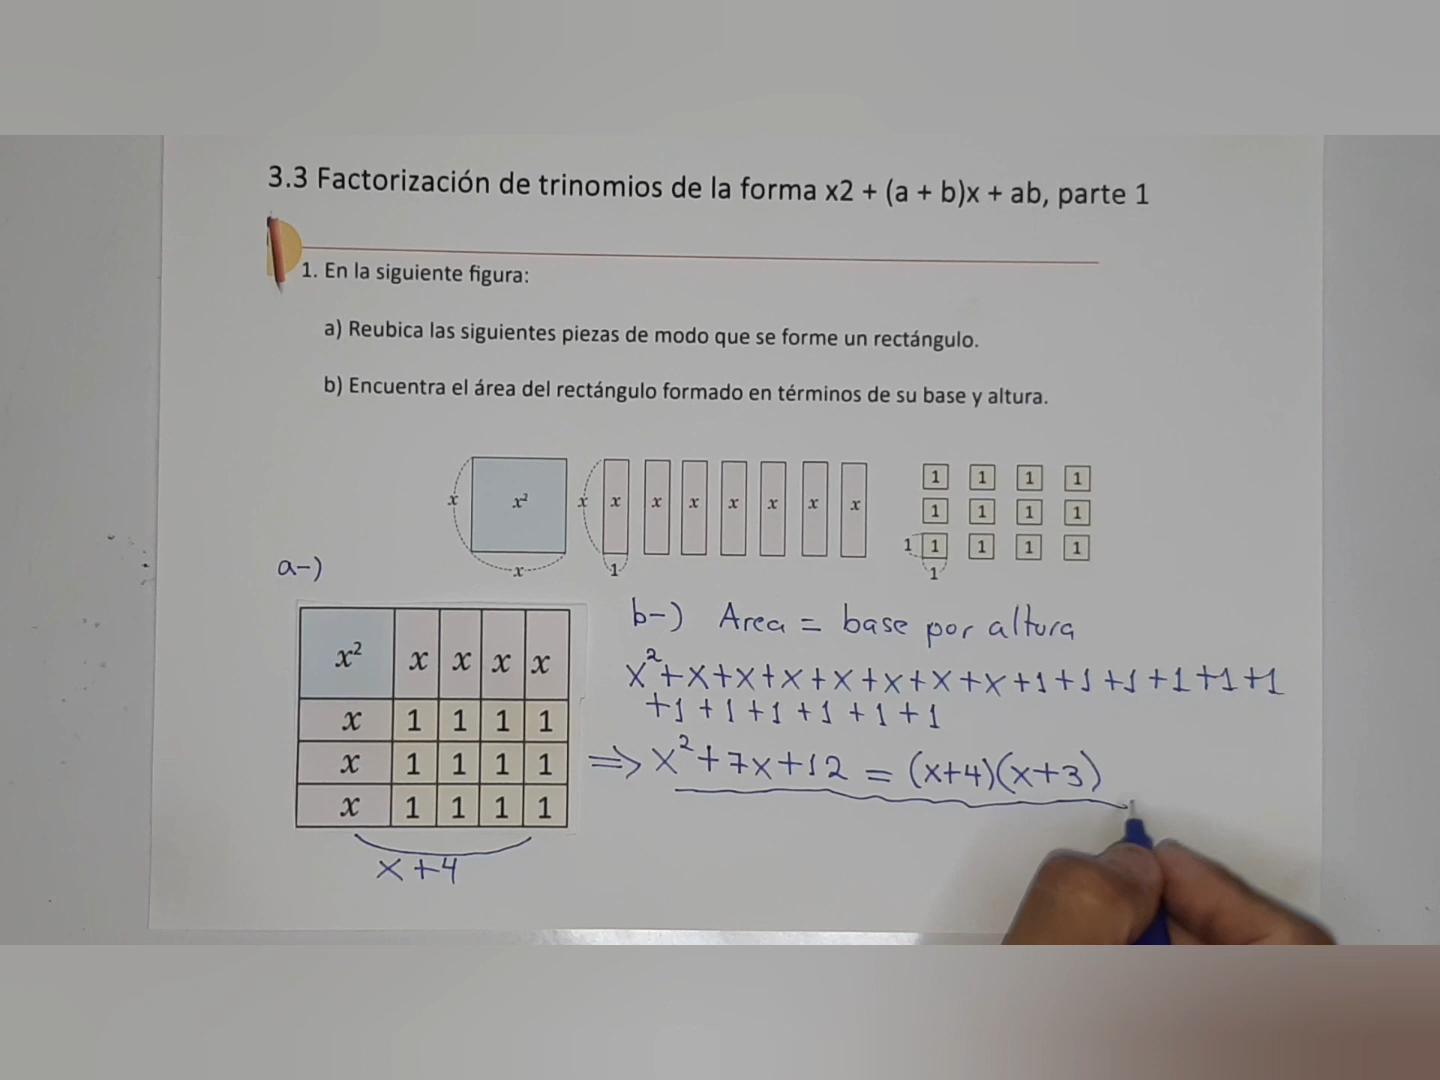 3.3 Factorización de trinomios de la forma x2 + (a + b)x + ab, parte 1
1. En la siguiente figura:
a) Reubica las siguientes piezas de modo que se forme un rectángulo.
b) Encuentra el área del rectángulo formado en términos de su base y altura.
x x² x x x x x x x 1 1 1 1
1 1 1 1
1 1 1 1 1
x 1 1
a-)
x² x x x x
x 1 1 1 1
x 1 1 1 1
x 1 1 1 1
x+4
b-) Area = base por altura
x²+x+x+x+x+x+x+x+1+1+1+1+1+1
+1+1+1+1+1+1
⇒ x²+7x+12 = (x+4)(x+3)